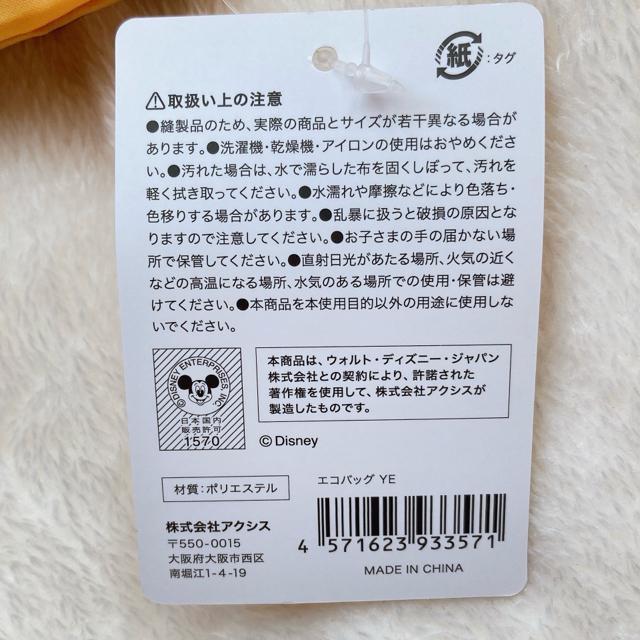 紙 :タグ
⚠取扱い上の注意
●縫製品のため、実際の商品とサイズが若干異なる場合が
あります。●洗濯機・乾燥機・アイロンの使用はおやめくださ
い。●汚れた場合は、水で濡らした布を固くしぼって、汚れを
軽く拭き取ってください。●水濡れや摩擦などにより色落ち・
色移りする場合があります。●乱暴に扱うと破損の原因とな
りますので注意してください。●お子さまの手の届かない場
所で保管してください。●直射日光があたる場所、火気の近く
などの高温になる場所、水気のある場所での使用・保管は避
けてください。●本商品を本使用目的以外の用途に使用しな
いでください。
©DISNEY ENTERPRISES, INC.
日本国内
販売許可
1570
本商品は、ウォルト・ディズニー・ジャパン
株式会社との契約により、許諾された
著作権を使用して、株式会社アクシスが
製造したものです。
©Disney
材質:ポリエステル
エコバッグ YE
株式会社アクシス
〒550-0015
大阪府大阪市西区
南堀江1-4-19
4 571623 933571
MADE IN CHINA